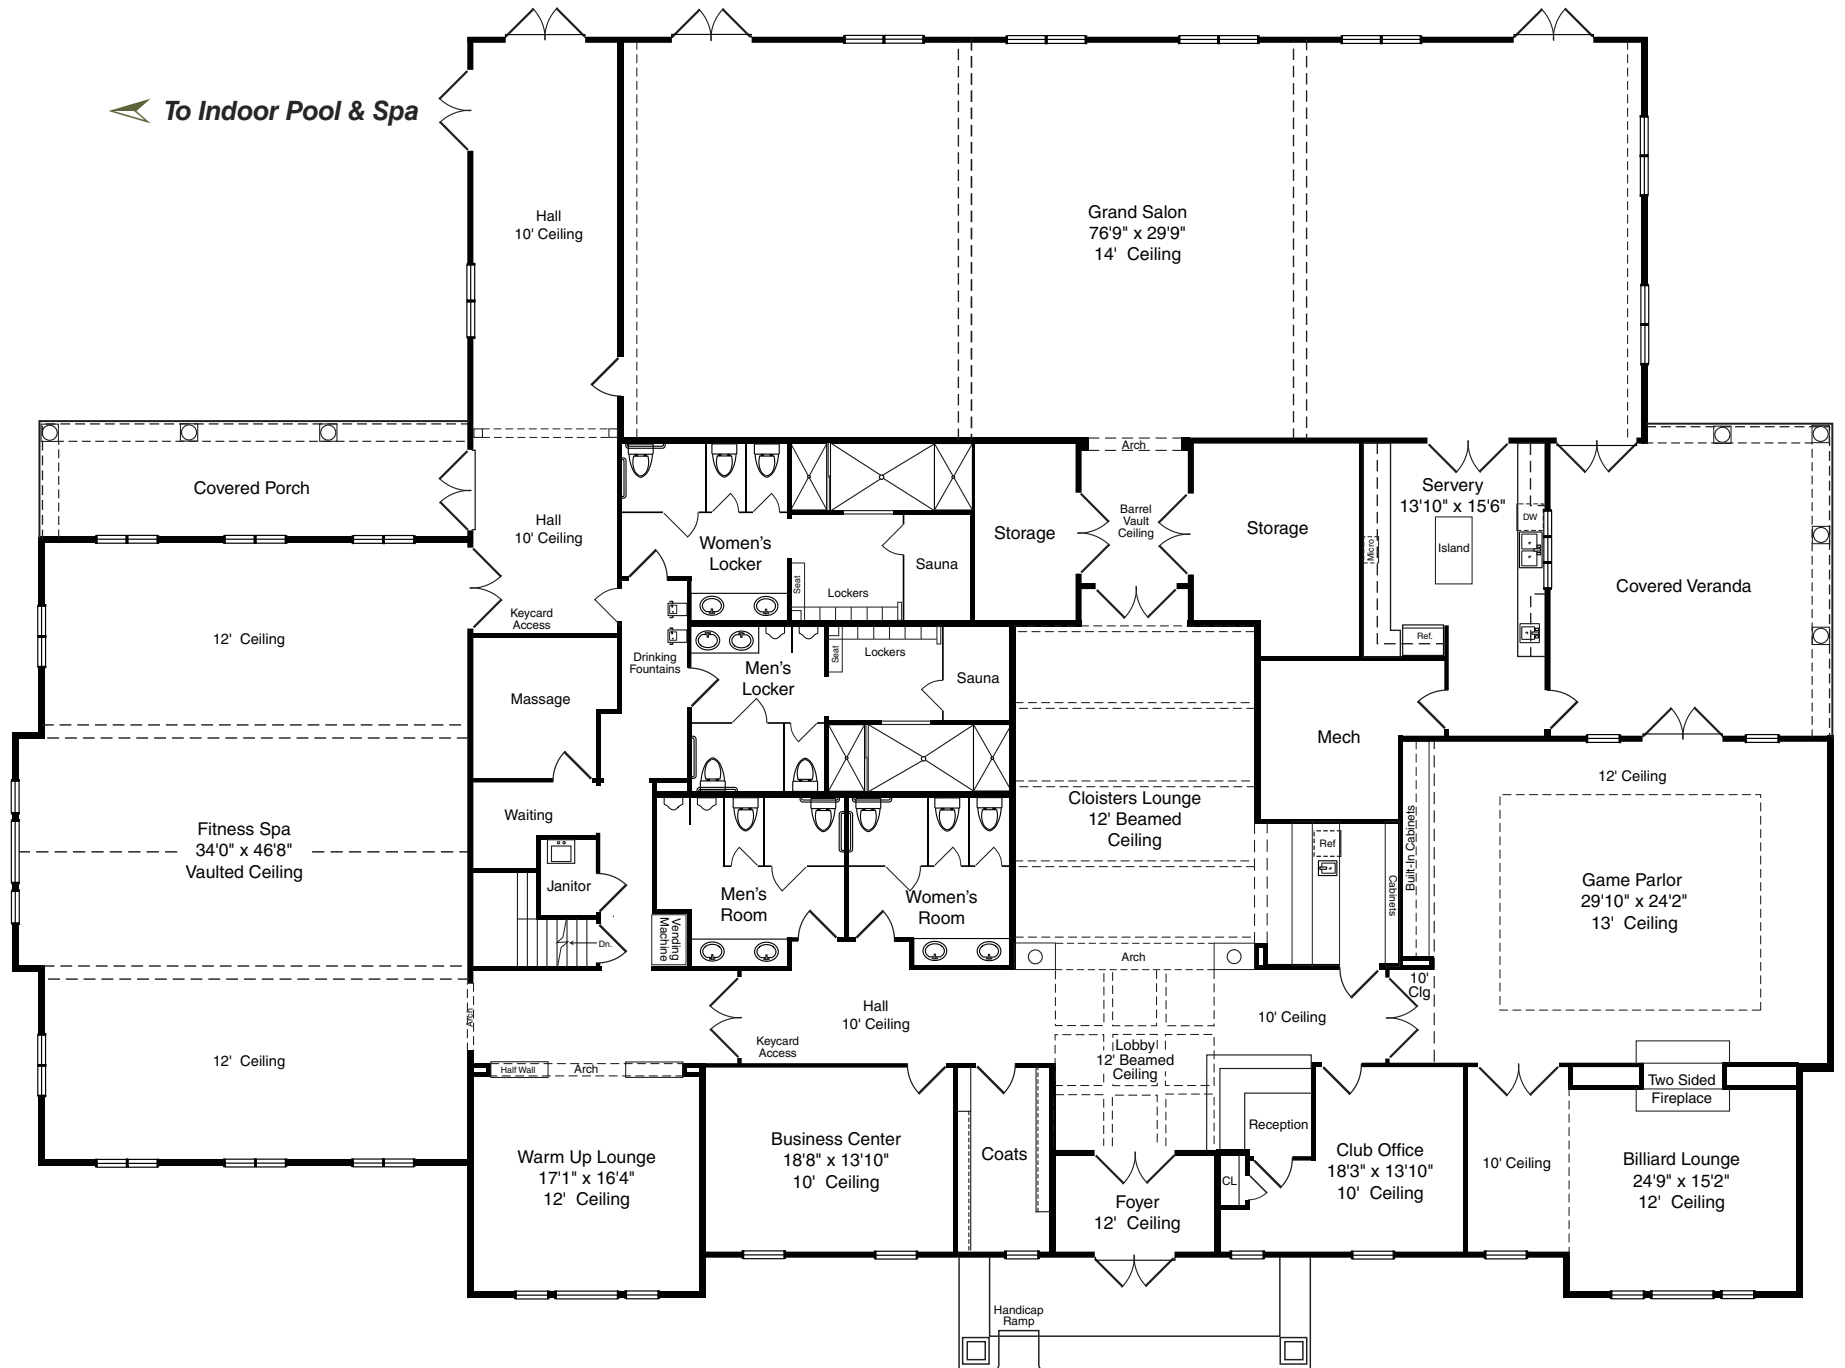 To Indoor Pool & Spa
Hall
10' Ceiling
Grand Salon
76'9" x 29'9"
14'  Ceiling
Covered Porch
Hall
10' Ceiling
Keycard
Access
Women's
Locker
Seat
Lockers
Sauna
Storage
Arch
Barrel
Vault
Ceiling
Storage
Servery
13'10" x 15'6"
DW
Island
Micro
Ref.
Covered Veranda
12'  Ceiling
Massage
Drinking
Fountains
Men's
Locker
Seat
Lockers
Sauna
Mech
12' Ceiling
Waiting
Fitness Spa
34'0" x 46'8"
Vaulted Ceiling
Janitor
Dn.
Vending
Machine
Men's
Room
Women's
Room
Cloisters Lounge
12' Beamed
Ceiling
Ref
Cabinets
Built-In Cabinets
Game Parlor
29'10" x 24'2"
13'  Ceiling
Arch
10'
Clg
Arch
12'  Ceiling
Hall
10' Ceiling
Keycard
Access
10' Ceiling
Lobby
12' Beamed
Ceiling
Half Wall
Arch
Two Sided
Fireplace
Warm Up Lounge
17'1" x 16'4"
12'  Ceiling
Business Center
18'8" x 13'10"
10'  Ceiling
Coats
Foyer
12'  Ceiling
Reception
CL
Club Office
18'3" x 13'10"
10'  Ceiling
10' Ceiling
Billiard Lounge
24'9" x 15'2"
12'  Ceiling
Handicap
Ramp